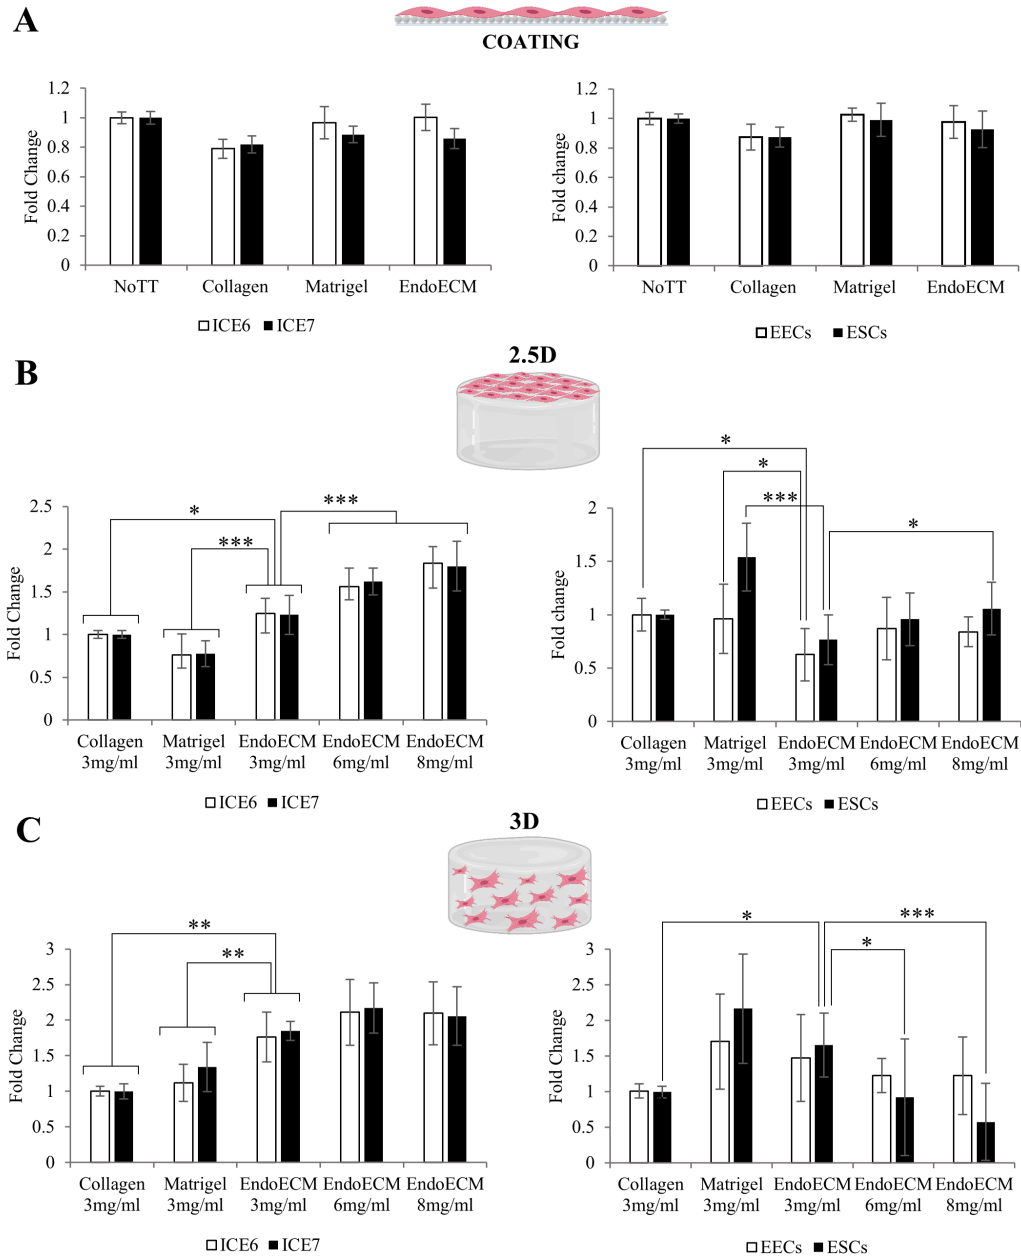 A
COATING
Fold Change
1.2
1
0.8
0.6
0.4
0.2
0
NoTT
Collagen
Matrigel
EndoECM
ICE6
ICE7
Fold change
1.2
1
0.8
0.6
0.4
0.2
0
NoTT
Collagen
Matrigel
EndoECM
EECs
ESCs
B
2.5D
Fold Change
2.5
2
1.5
1
0.5
0
*
***
***
Collagen
3mg/ml
Matrigel
3mg/ml
EndoECM
3mg/ml
EndoECM
6mg/ml
EndoECM
8mg/ml
ICE6
ICE7
Fold change
2
1.5
1
0.5
0
*
*
***
*
Collagen
3mg/ml
Matrigel
3mg/ml
EndoECM
3mg/ml
EndoECM
6mg/ml
EndoECM
8mg/ml
EECs
ESCs
C
3D
Fold Change
3
2.5
2
1.5
1
0.5
0
**
**
Collagen
3mg/ml
Matrigel
3mg/ml
EndoECM
3mg/ml
EndoECM
6mg/ml
EndoECM
8mg/ml
ICE6
ICE7
Fold Change
3
2.5
2
1.5
1
0.5
0
*
***
*
Collagen
3mg/ml
Matrigel
3mg/ml
EndoECM
3mg/ml
EndoECM
6mg/ml
EndoECM
8mg/ml
EECs
ESCs